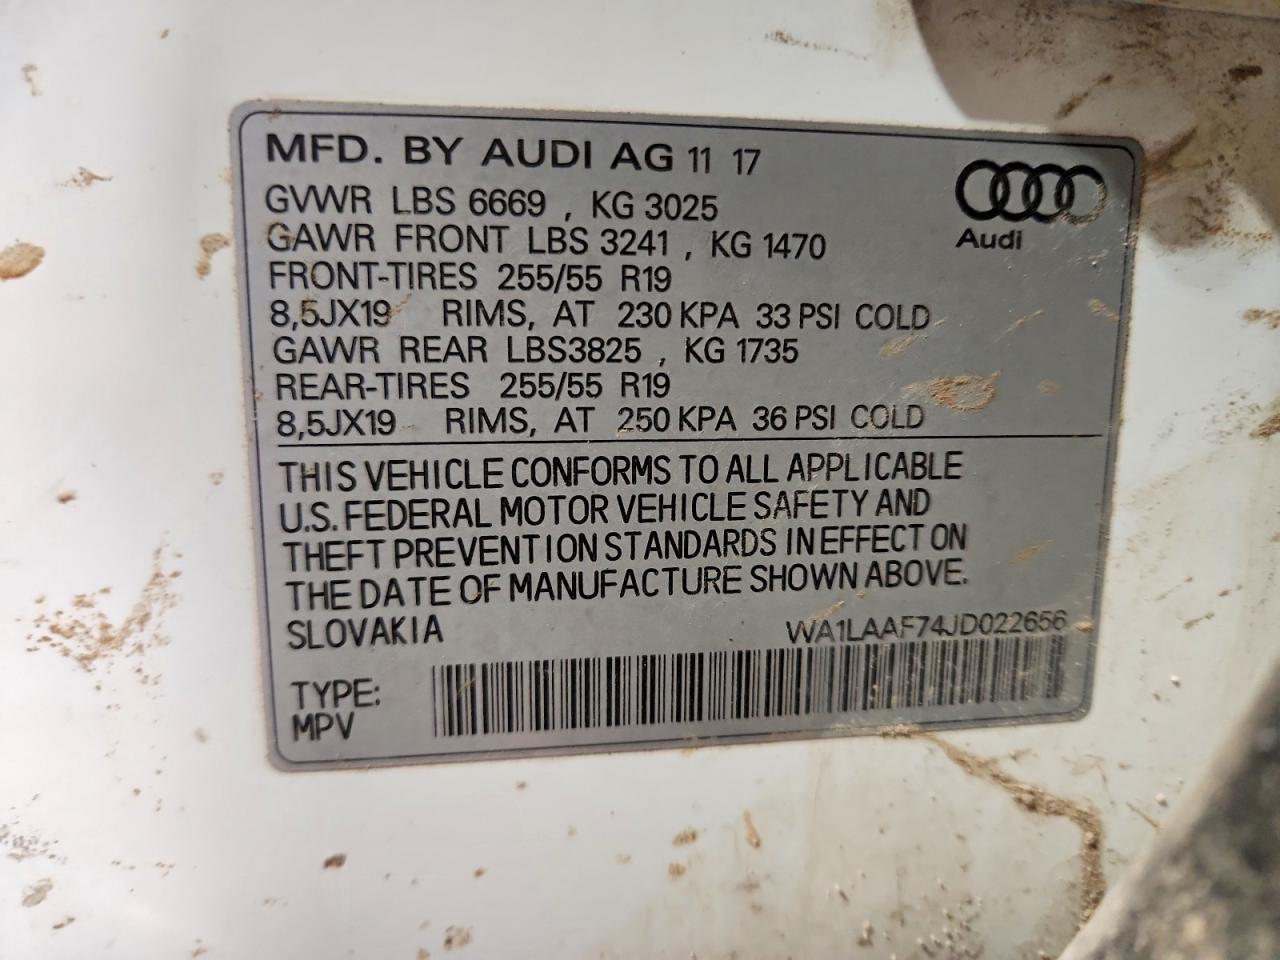 MFD. BY AUDI AG 11 17
GVWR LBS 6669 , KG 3025
Audi
GAWR FRONT LBS 3241 , KG 1470
FRONT-TIRES 255/55 R19
8,5JX19 RIMS, AT 230 KPA 33 PSI COLD
GAWR REAR LBS3825 , KG 1735
REAR-TIRES 255/55 R19
8,5JX19 RIMS, AT 250 KPA 36 PSI COLD
THIS VEHICLE CONFORMS TO ALL APPLICABLE
U.S. FEDERAL MOTOR VEHICLE SAFETY AND
THEFT PREVENTION STANDARDS IN EFFECT ON
THE DATE OF MANUFACTURE SHOWN ABOVE.
SLOVAKIA WA1LAAF74JD022656
TYPE:
MPV